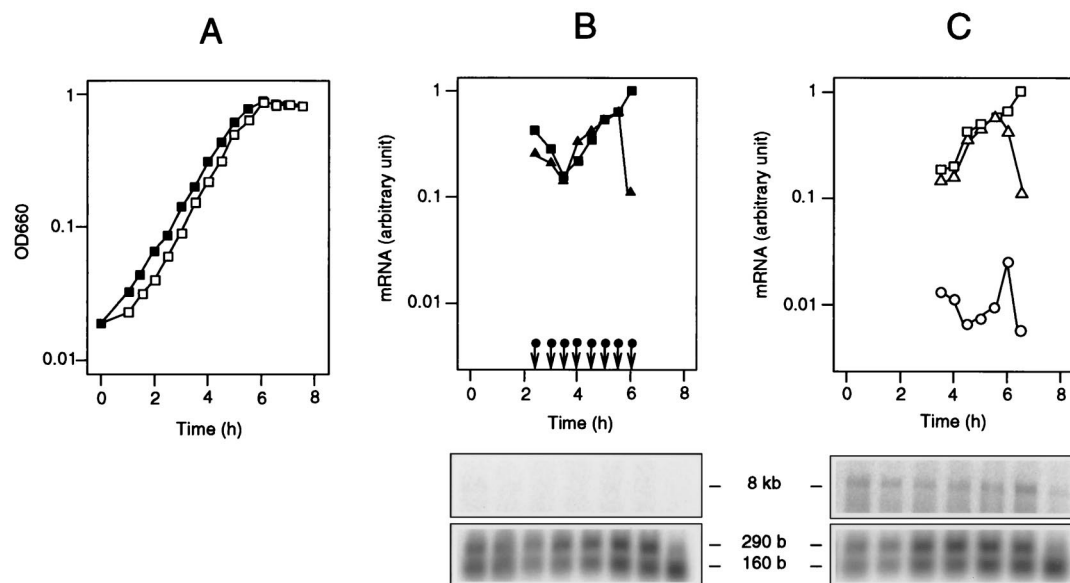 A
B
C
1
0.1
0.01
OD660
0 2 4 6 8
Time (h)
1
0.1
0.01
mRNA (arbitrary unit)
0 2 4 6 8
Time (h)
1
0.1
0.01
mRNA (arbitrary unit)
0 2 4 6 8
Time (h)
8 kb
290 b
160 b